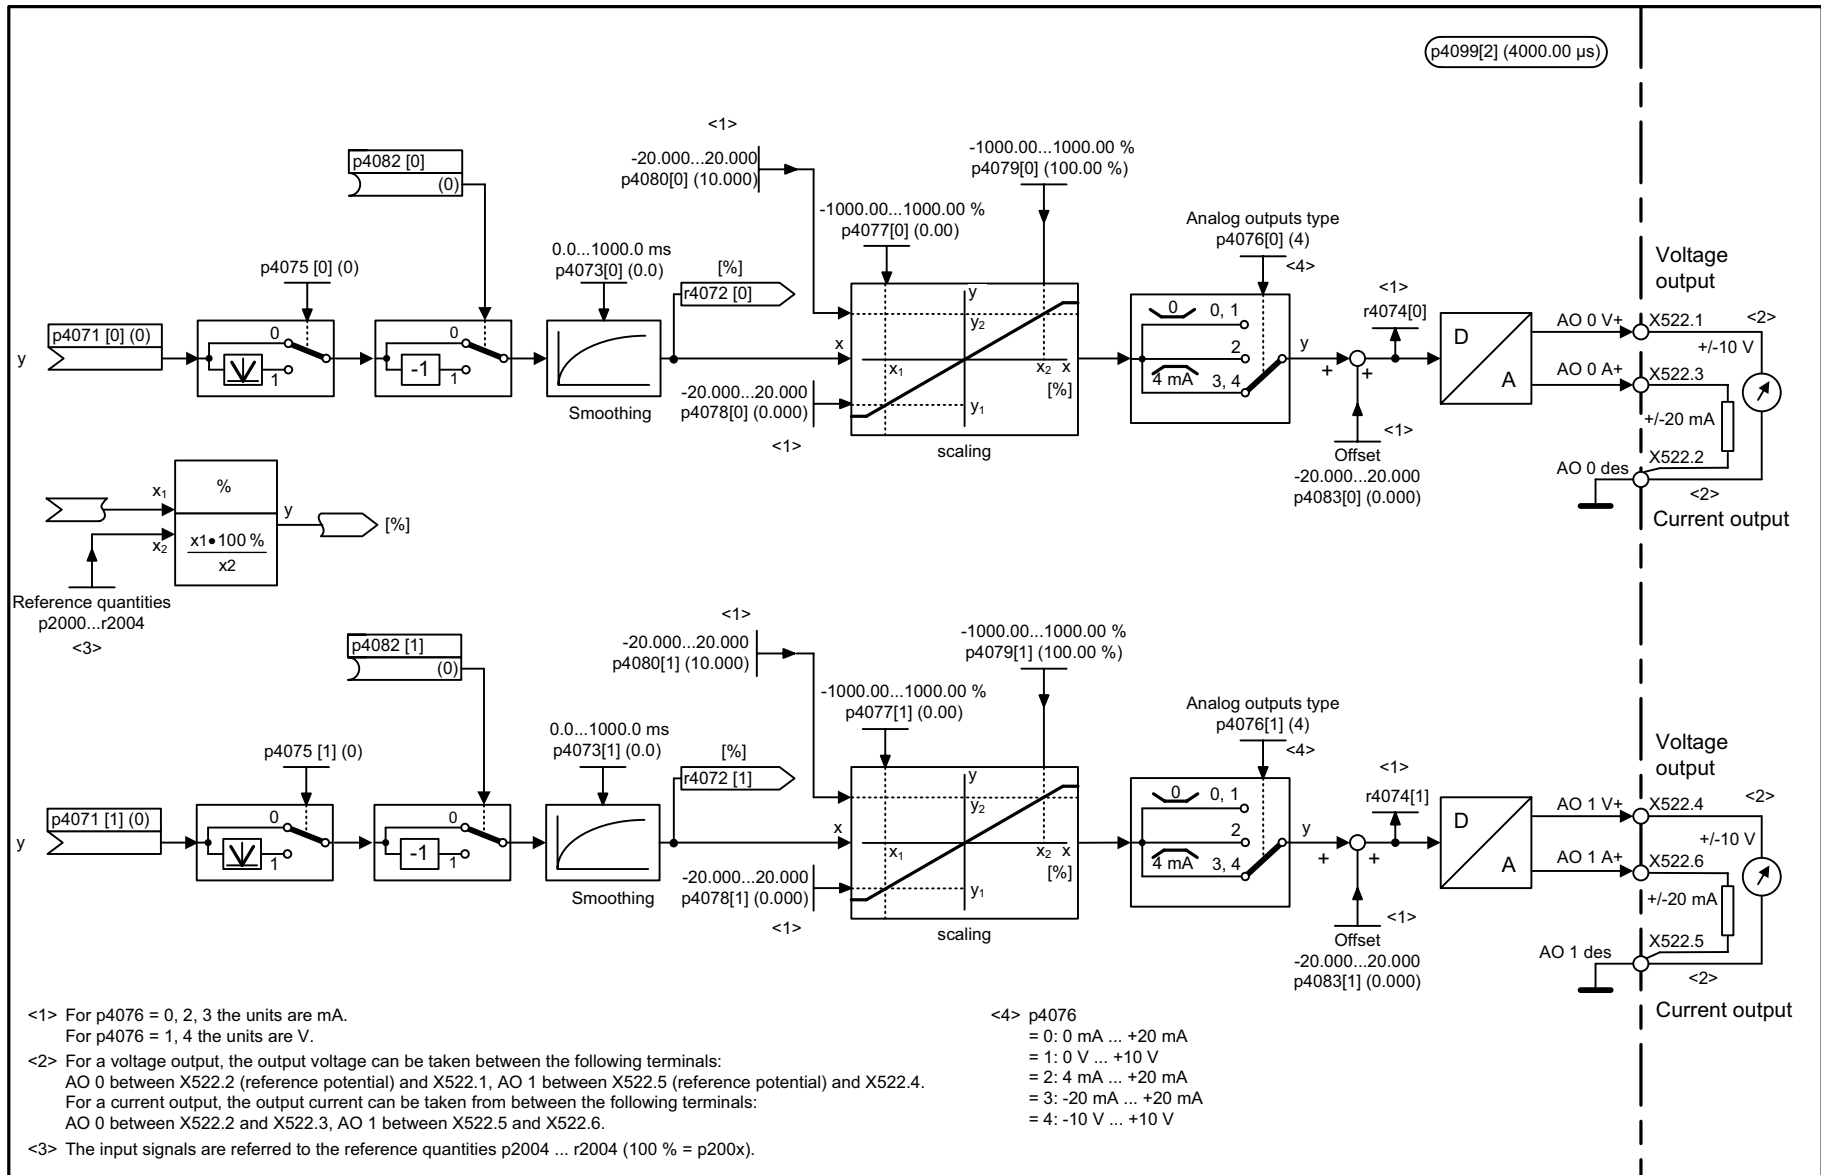 p4099[2] (4000.00 µs)
<1>
-1000.00...1000.00 %
p4079[0] (100.00 %)
-20.000...20.000
p4080[0] (10.000)
p4082 [0]
(0)
-1000.00...1000.00 %
p4077[0] (0.00)
Analog outputs type
p4076[0] (4)
<4>
0.0...1000.0 ms
p4073[0] (0.0)
[%]
r4072 [0]
p4075 [0] (0)
Voltage
output
<1>
r4074[0]
y
p4071 [0] (0)
0
1
0
-1
1
Smoothing
x
y
y2
x1
x2
x
[%]
y1
scaling
0
0, 1
2
4 mA
3, 4
y
+
+
D
A
AO 0 V+
X522.1
<2>
+/-10 V
AO 0 A+
X522.3
+/-20 mA
X522.2
AO 0 des
<2>
Current output
-20.000...20.000
p4078[0] (0.000)
<1>
<1>
Offset
-20.000...20.000
p4083[0] (0.000)
x1
%
y
[%]
x2
x1•100 %
x2
Reference quantities
p2000...r2004
<3>
<1>
-1000.00...1000.00 %
p4079[1] (100.00 %)
-20.000...20.000
p4080[1] (10.000)
p4082 [1]
(0)
-1000.00...1000.00 %
p4077[1] (0.00)
Analog outputs type
p4076[1] (4)
<4>
0.0...1000.0 ms
p4073[1] (0.0)
[%]
r4072 [1]
p4075 [1] (0)
Voltage
output
<1>
r4074[1]
y
p4071 [1] (0)
0
1
0
-1
1
Smoothing
x
y
y2
x1
x2
x
[%]
y1
scaling
0
0, 1
2
4 mA
3, 4
y
+
+
D
A
AO 1 V+
X522.4
<2>
+/-10 V
AO 1 A+
X522.6
+/-20 mA
X522.5
AO 1 des
<2>
Current output
-20.000...20.000
p4078[1] (0.000)
<1>
<1>
Offset
-20.000...20.000
p4083[1] (0.000)
<1> For p4076 = 0, 2, 3 the units are mA.
For p4076 = 1, 4 the units are V.
<2> For a voltage output, the output voltage can be taken between the following terminals:
AO 0 between X522.2 (reference potential) and X522.1, AO 1 between X522.5 (reference potential) and X522.4.
For a current output, the output current can be taken from between the following terminals:
AO 0 between X522.2 and X522.3, AO 1 between X522.5 and X522.6.
<3> The input signals are referred to the reference quantities p2004 ... r2004 (100 % = p200x).
<4> p4076
= 0: 0 mA ... +20 mA
= 1: 0 V ... +10 V
= 2: 4 mA ... +20 mA
= 3: -20 mA ... +20 mA
= 4: -10 V ... +10 V